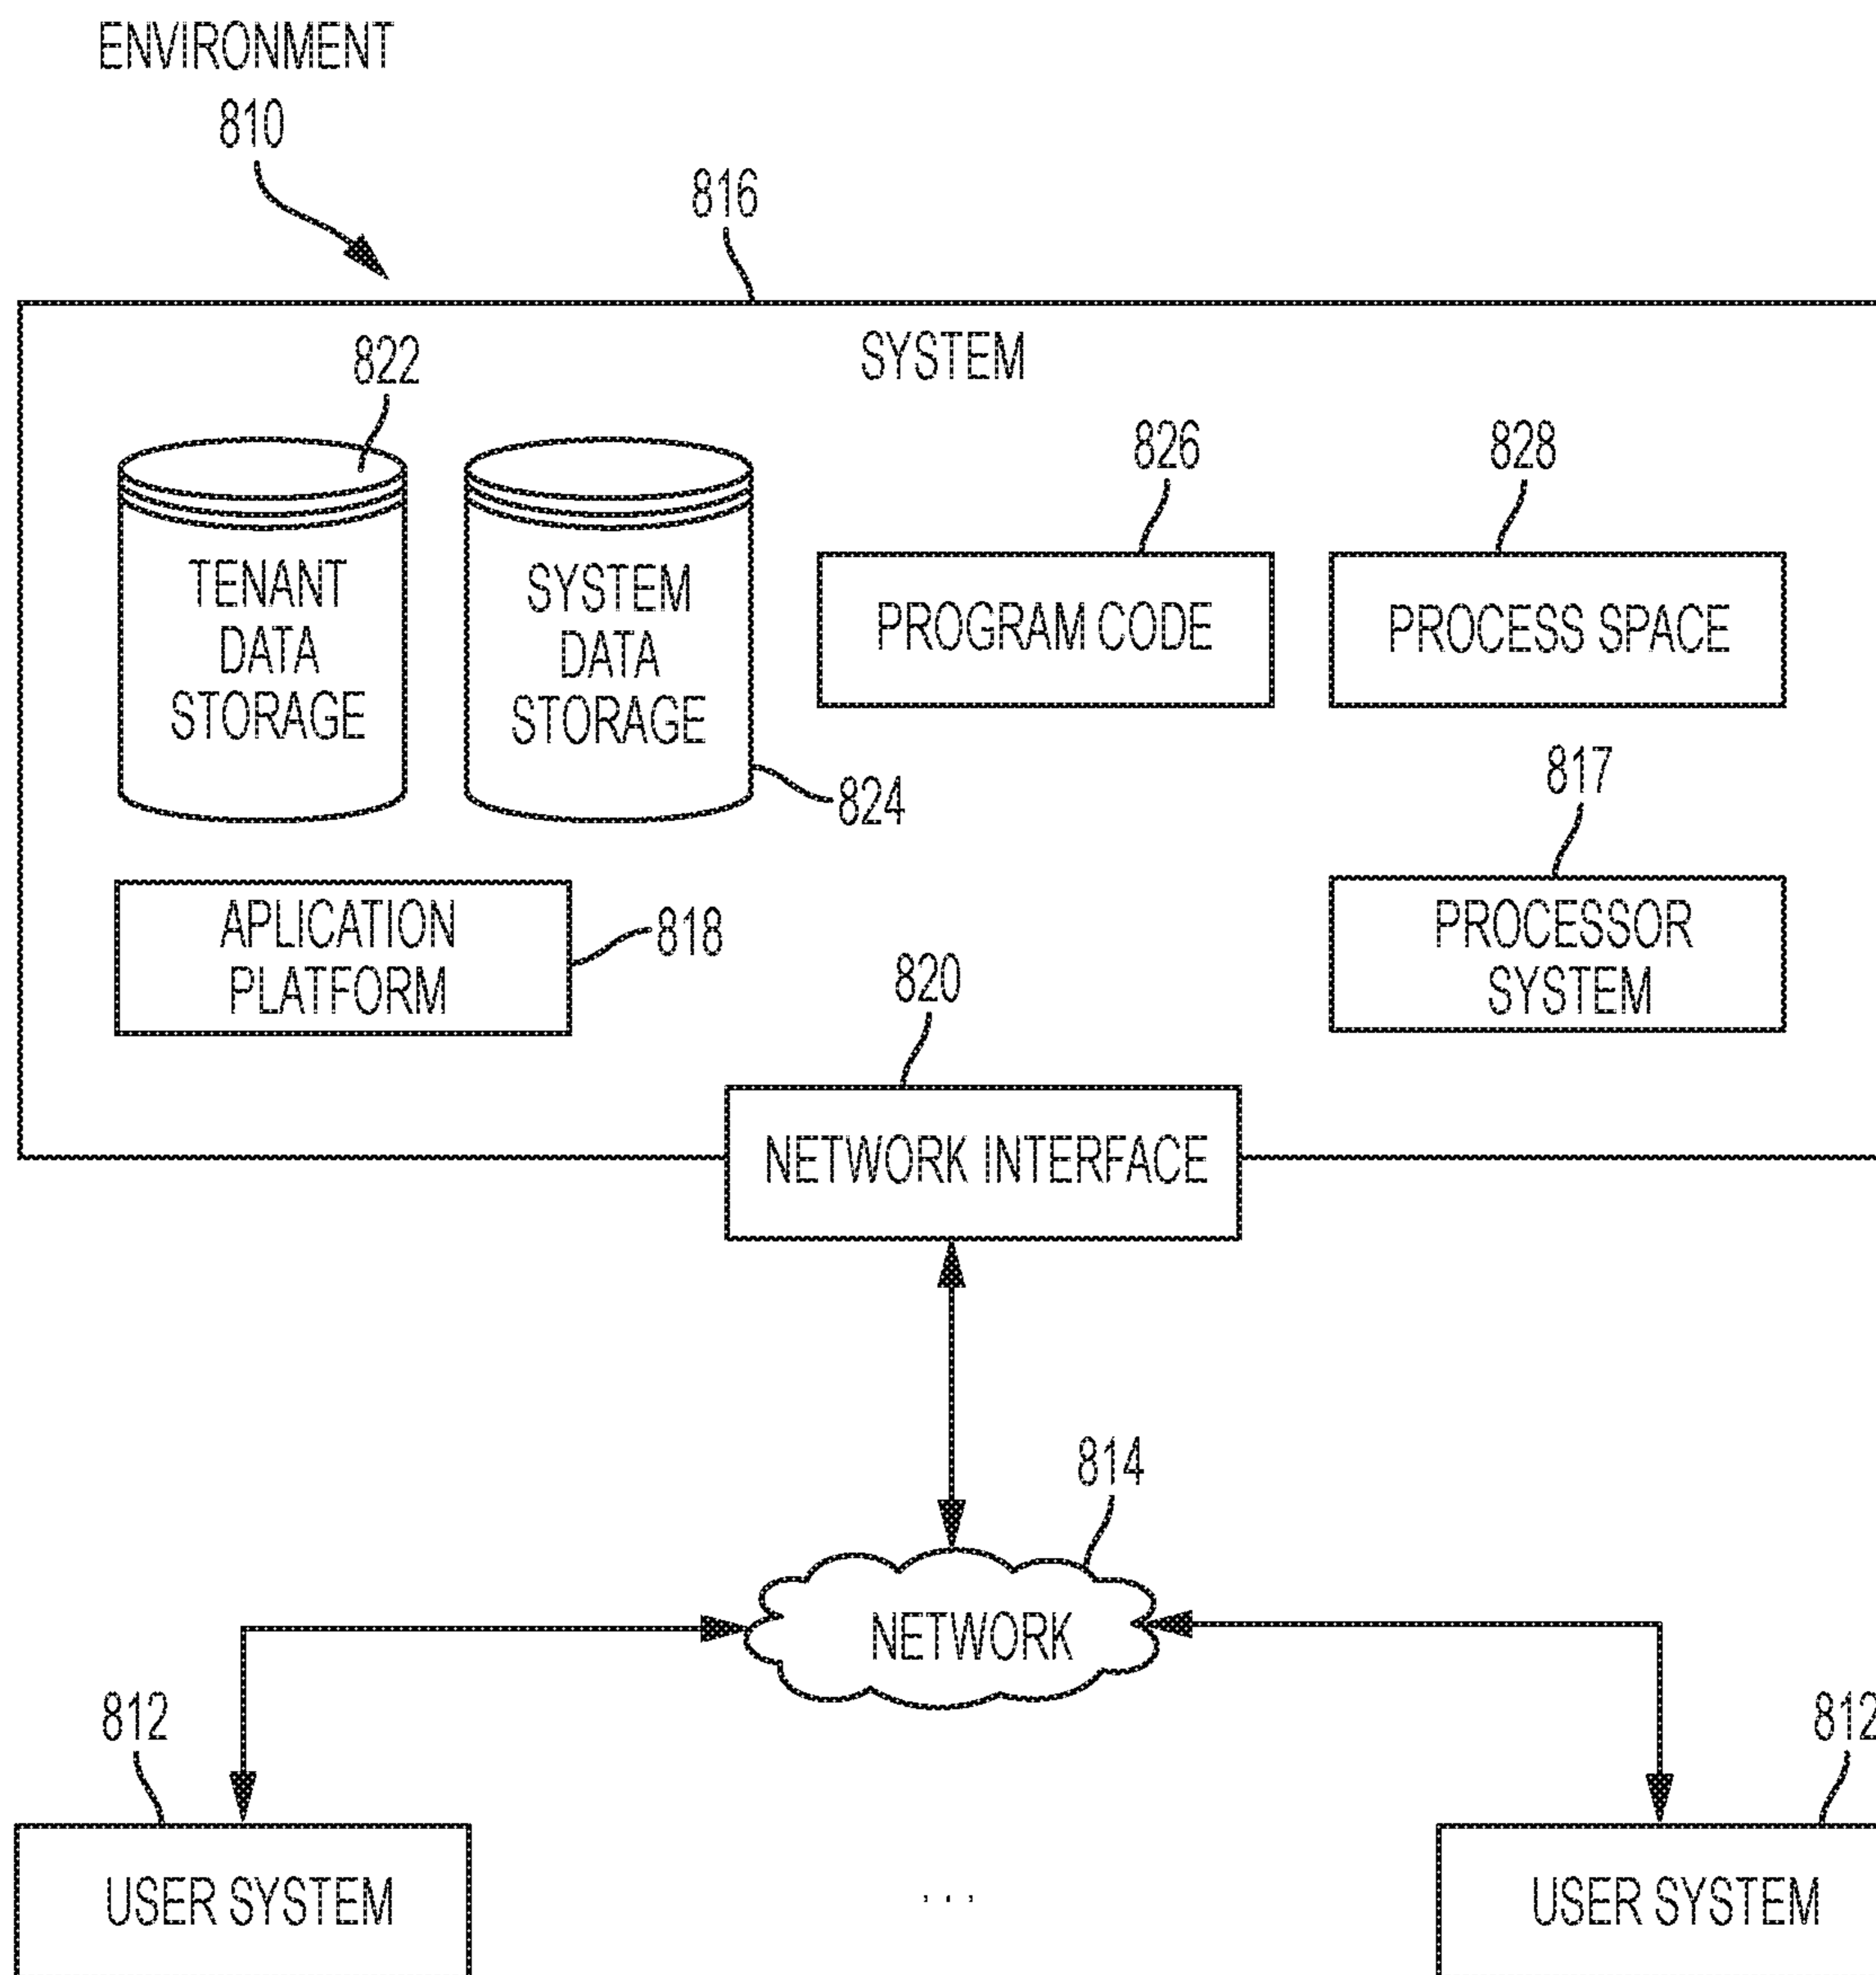 ENVIRONMENT
810
816
SYSTEM
822
826
828
TENANT
DATA
STORAGE
SYSTEM
DATA
STORAGE
PROGRAM CODE
PROCESS SPACE
824
817
APLICATION
PLATFORM
818
PROCESSOR
SYSTEM
820
NETWORK INTERFACE
814
NETWORK
812
812
USER SYSTEM
. . .
USER SYSTEM